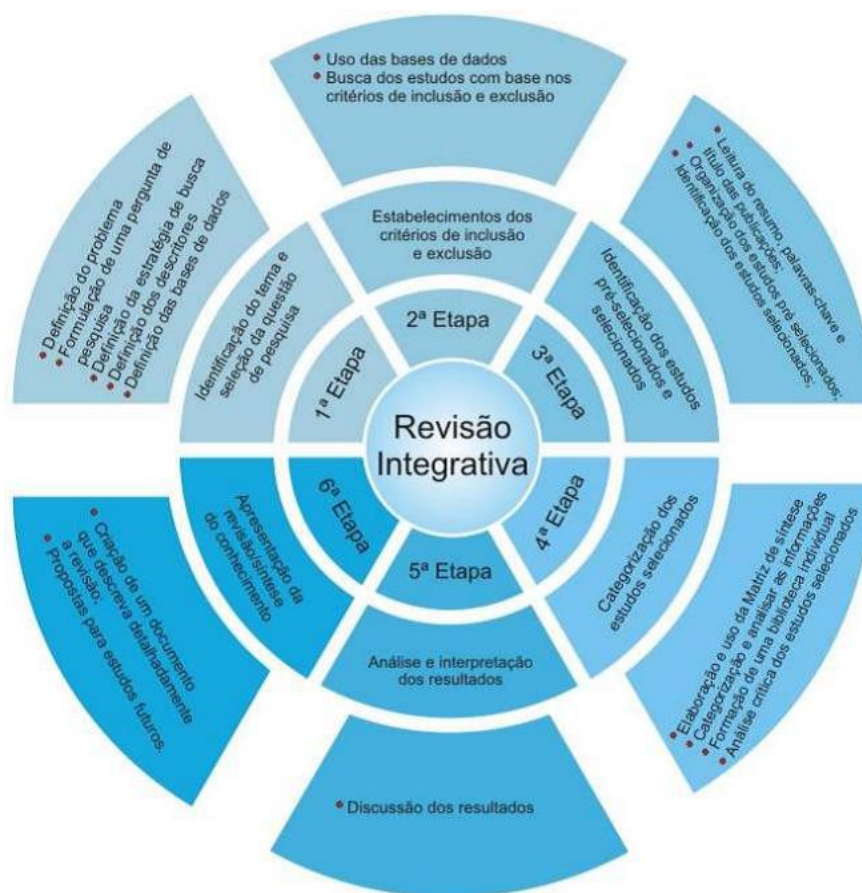 Revisão
Integrativa
1ª Etapa
Identificação do tema e
seleção da questão
de pesquisa
• Definição do problema
• Formulação de uma pergunta de
pesquisa
• Definição da estratégia de busca
• Definição dos descritores
• Definição das bases de dados
2ª Etapa
Estabelecimentos dos
critérios de inclusão
e exclusão
• Uso das bases de dados
• Busca dos estudos com base nos
critérios de inclusão e exclusão
3ª Etapa
Identificação dos estudos
pré-selecionados e
selecionados
• Leitura do resumo, palavras-chave e
título das publicações;
• Organização dos estudos pré selecionados;
• Identificação dos estudos selecionados;
4ª Etapa
Categorização dos
estudos selecionados
• Elaboração e uso da Matriz de síntese
• Categorização e analisar as informações
• Formação de uma biblioteca individual
• Análise crítica dos estudos selecionados
5ª Etapa
Análise e interpretação
dos resultados
• Discussão dos resultados
6ª Etapa
Apresentação da
revisão/síntese
do conhecimento
• Criação de um documento
que descreva detalhadamente
a revisão;
• Propostas para estudos futuros.